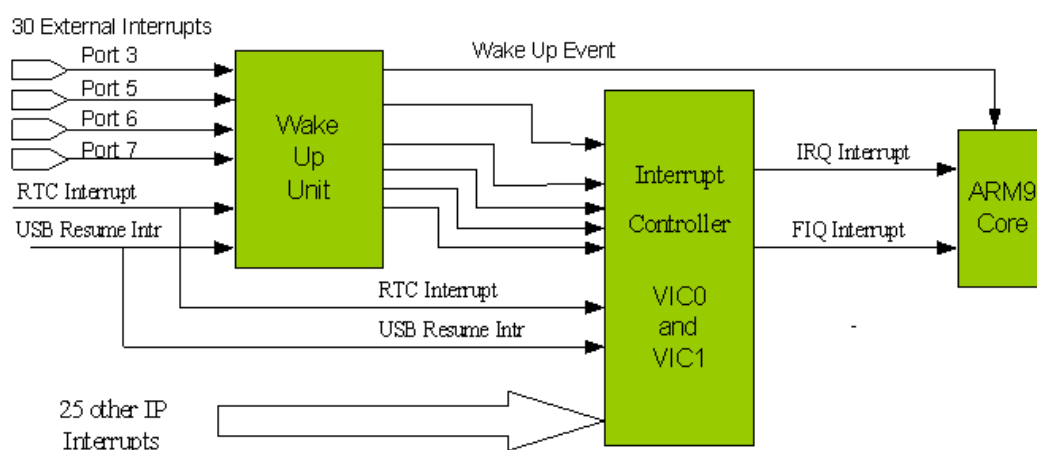 30 External Interrupts
Port 3
Port 5
Port 6
Port 7
RTC Interrupt
USB Resume Intr
Wake
Up
Unit
Wake Up Event
RTC Interrupt
USB Resume Intr
25 other IP
Interrupts
Interrupt
Controller
VIC0
and
VIC1
IRQ Interrupt
FIQ Interrupt
ARM9
Core
-